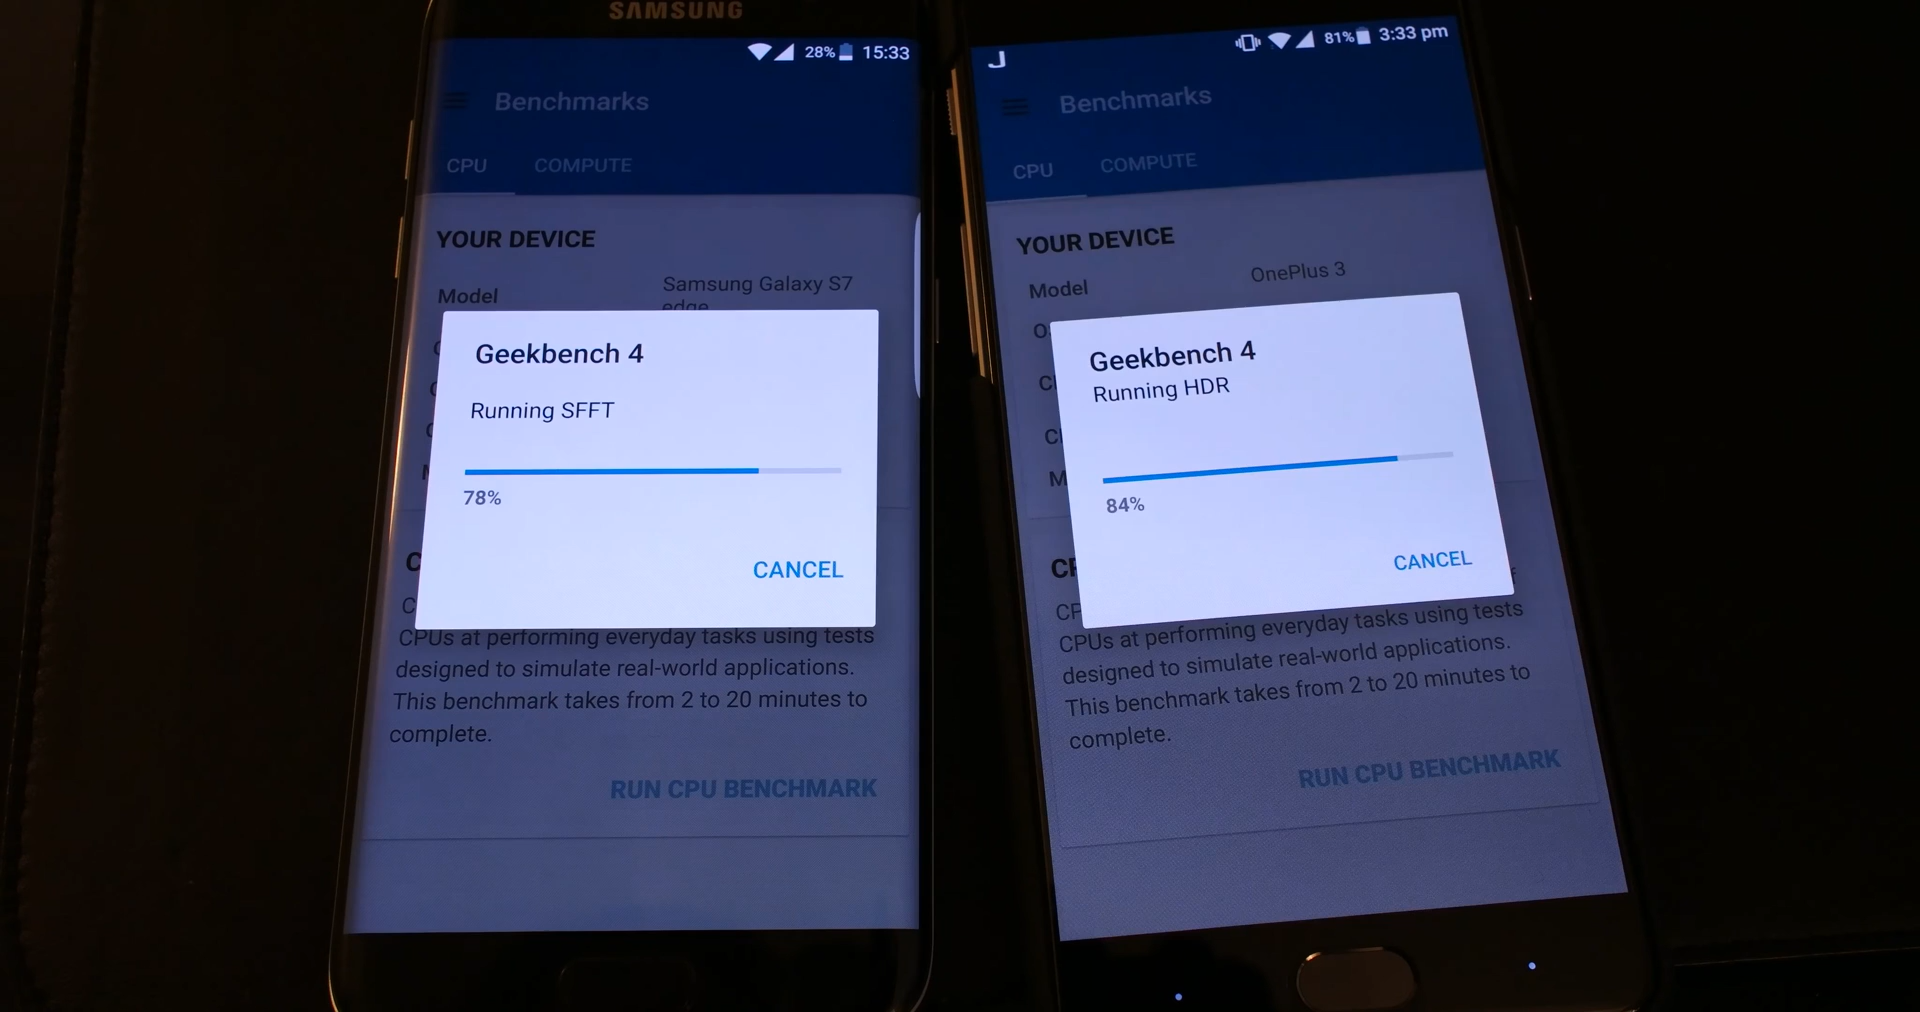 SAMSUNG
28% 15:33
Benchmarks
CPU COMPUTE
YOUR DEVICE
Model Samsung Galaxy S7
edge
Geekbench 4
Running SFFT
78%
CANCEL
CPUs at performing everyday tasks using tests
designed to simulate real-world applications.
This benchmark takes from 2 to 20 minutes to
complete.
RUN CPU BENCHMARK
81% 3:33 pm
Benchmarks
CPU COMPUTE
YOUR DEVICE
Model OnePlus 3
Geekbench 4
Running HDR
84%
CANCEL
CPUs at performing everyday tasks using tests
designed to simulate real-world applications.
This benchmark takes from 2 to 20 minutes to
complete.
RUN CPU BENCHMARK